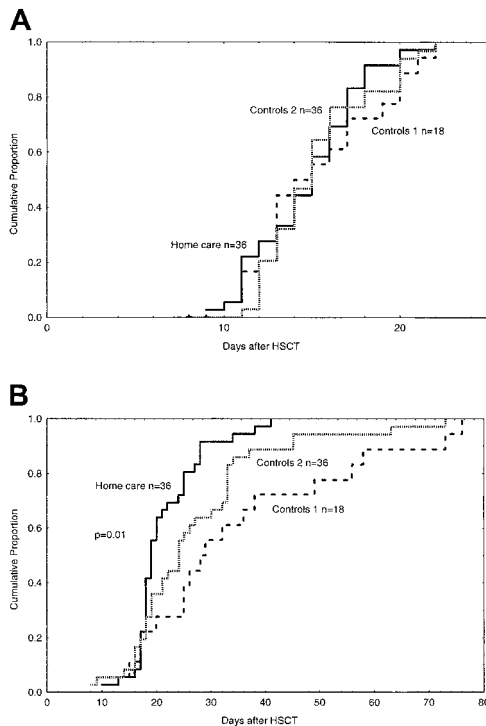 A
1.0
0.8
0.6
0.4
0.2
0.0
Cumulative Proportion
Controls 2 n=36
Controls 1 n=18
Home care n=36
0
10
20
Days after HSCT
B
1.0
0.8
0.6
0.4
0.2
0.0
Cumulative Proportion
Home care n=36
Controls 2 n=36
p=0.01
Controls 1 n=18
0
10
20
30
40
50
60
70
80
Days after HSCT